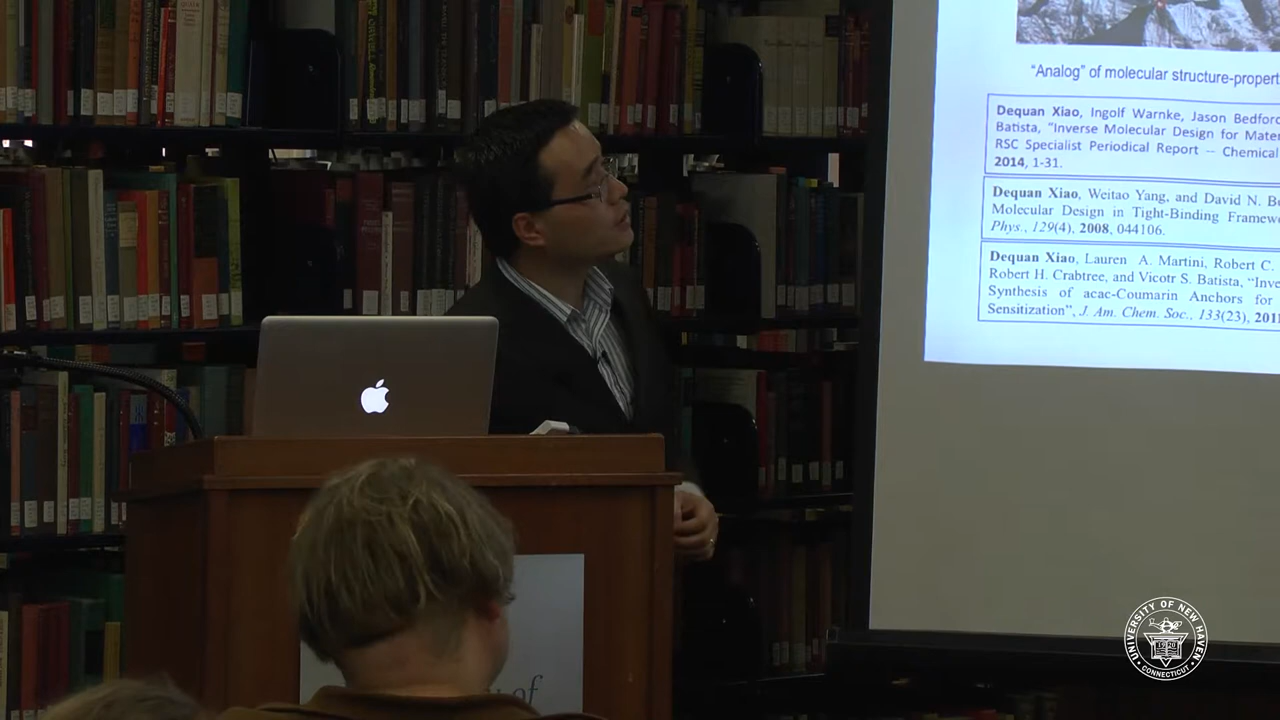 "Analog" of molecular structure-propert
Dequan Xiao, Ingolf Warnke, Jason Bedford
Batista, "Inverse Molecular Design for Mater
RSC Specialist Periodical Report -- Chemical
2014, 1-31.
Dequan Xiao, Weitao Yang, and David N. Be
Molecular Design in Tight-Binding Framewo
Phys., 129(4), 2008, 044106.
Dequan Xiao, Lauren A. Martini, Robert C.
Robert H. Crabtree, and Vicotr S. Batista, "Inve
Synthesis of acac-Coumarin Anchors for
Sensitization", J. Am. Chem. Soc., 133(23), 2011
of
UNIVERSITY OF NEW HAVEN
CONNECTICUT